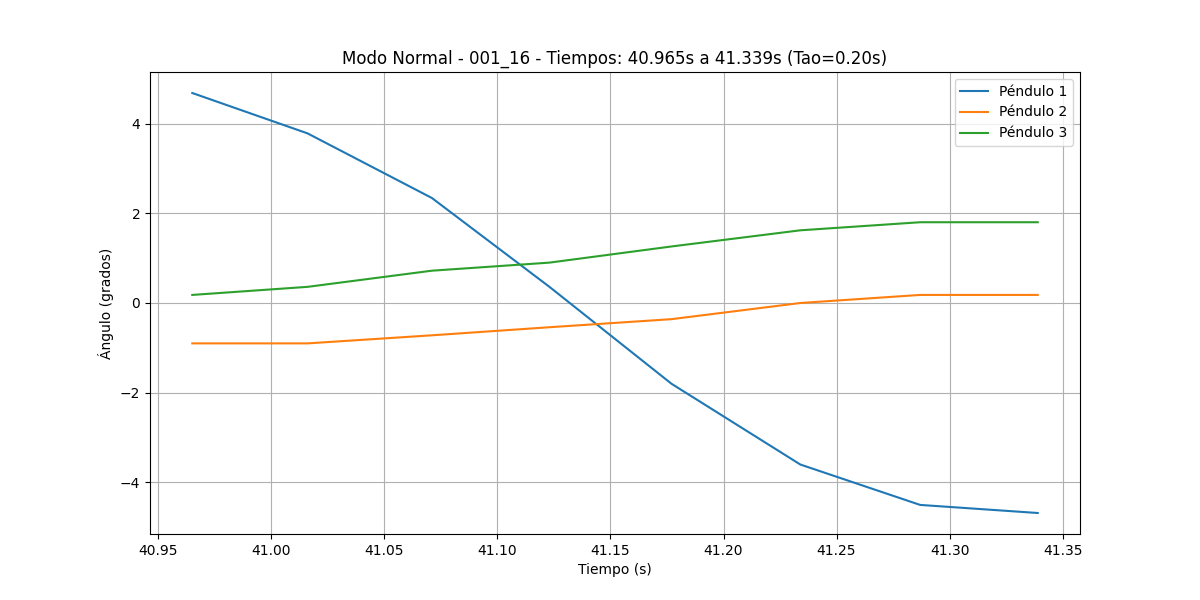 Modo Normal - 001_16 - Tiempos: 40.965s a 41.339s (Tao=0.20s)
Péndulo 1
Péndulo 2
Péndulo 3
Ángulo (grados)
4
2
0
−2
−4
40.95 41.00 41.05 41.10 41.15 41.20 41.25 41.30 41.35
Tiempo (s)